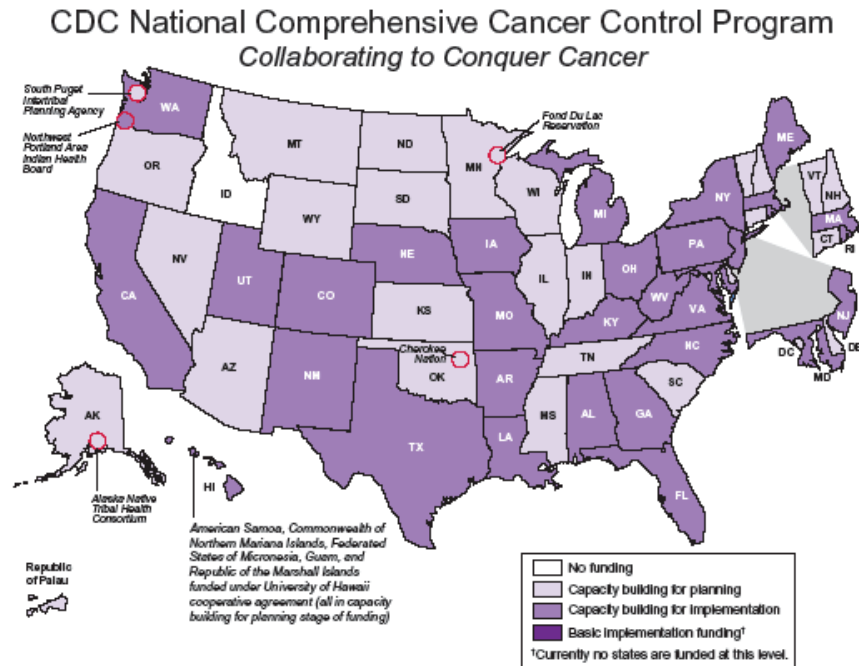 CDC National Comprehensive Cancer Control Program
Collaborating to Conquer Cancer
South Puget
Intertribal
Planning Agency
Northwest
Portland Area
Indian Health
Board
Fond Du Lac
Reservation
WA
OR
ID
MT
ND
MN
SD
WY
WI
MI
NY
ME
VT
NH
MA
CT
RI
NV
CA
UT
CO
NE
IA
IL
IN
OH
PA
NJ
KS
MO
KY
WV
VA
DC
MD
DE
AZ
NM
Cherokee
Nation
OK
AR
TN
NC
SC
TX
LA
MS
AL
GA
FL
AK
HI
Alaska Native
Tribal Health
Consortium
American Samoa, Commonwealth of
Northern Mariana Islands, Federated
States of Micronesia, Guam, and
Republic of the Marshall Islands
funded under University of Hawaii
cooperative agreement (all in capacity
building for planning stage of funding)
Republic
of Palau
No funding
Capacity building for planning
Capacity building for implementation
Basic implementation funding†
†Currently no states are funded at this level.